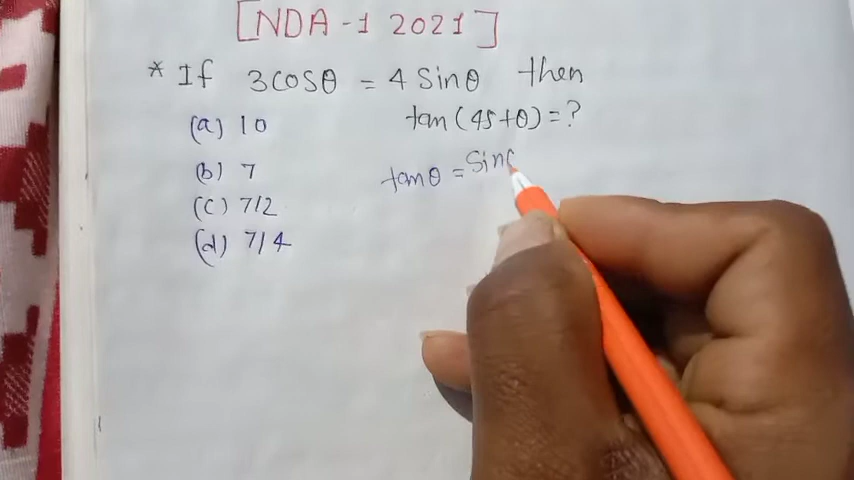 [NDA-1 2021]
* If 3cosθ = 4 Sinθ then
tan(45+θ)=?
(a) 10
(b) 7
(c) 7/2
(d) 7/4
tanθ = Sin